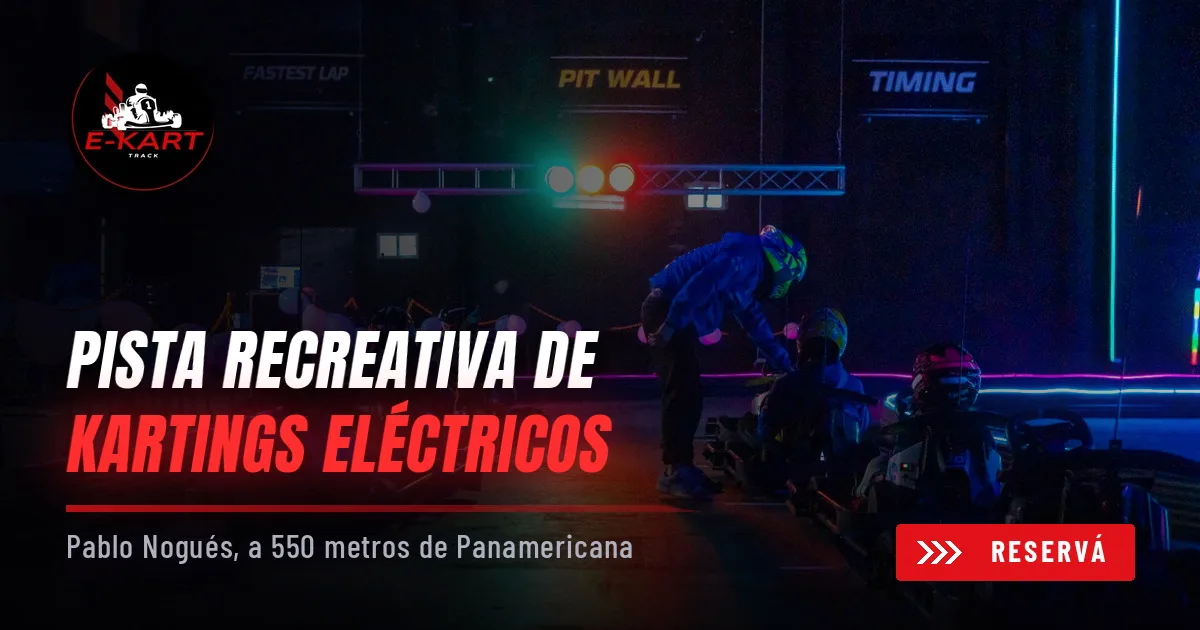 FASTEST LAP
PIT WALL
TIMING
E-KART
TRACK
PISTA RECREATIVA DE
KARTINGS ELÉCTRICOS
Pablo Nogués, a 550 metros de Panamericana
RESERVÁ